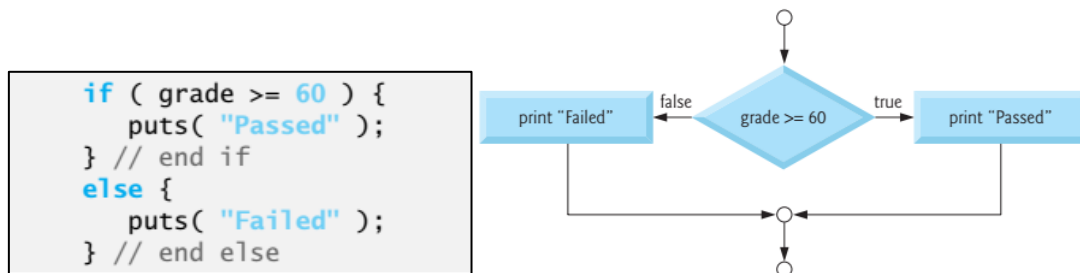 if ( grade >= 60 ) {
   puts( "Passed" );
} // end if
else {
   puts( "Failed" );
} // end else
print “Failed”
false
grade >= 60
true
print “Passed”